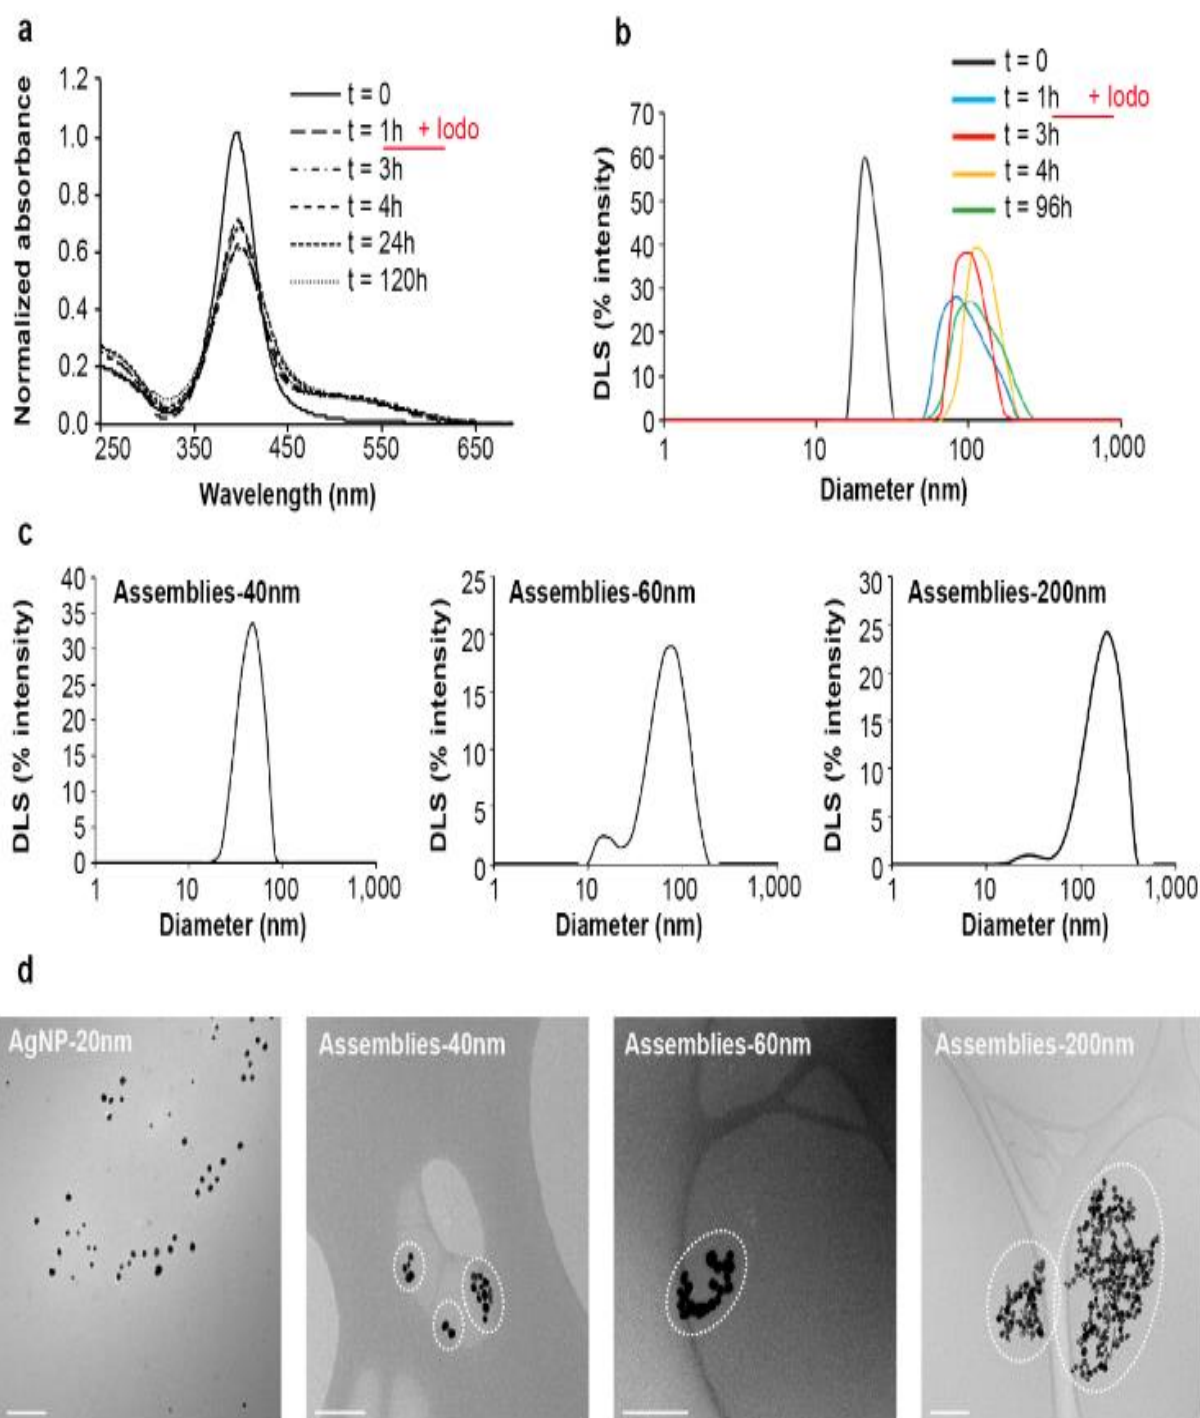 a
Normalized absorbance
1.2
1.0
0.8
0.6
0.4
0.2
0.0
250 350 450 550 650
Wavelength (nm)
t = 0
t = 1h + Iodo
t = 3h
t = 4h
t = 24h
t = 120h
b
DLS (% intensity)
70
60
50
40
30
20
10
0
1 10 100 1,000
Diameter (nm)
t = 0
t = 1h + Iodo
t = 3h
t = 4h
t = 96h
c
Assemblies-40nm
DLS (% intensity)
40
35
30
25
20
15
10
5
0
1 10 100 1,000
Diameter (nm)
Assemblies-60nm
DLS (% intensity)
25
20
15
10
5
0
1 10 100 1,000
Diameter (nm)
Assemblies-200nm
DLS (% intensity)
30
25
20
15
10
5
0
1 10 100 1,000
Diameter (nm)
d
AgNP-20nm
Assemblies-40nm
Assemblies-60nm
Assemblies-200nm